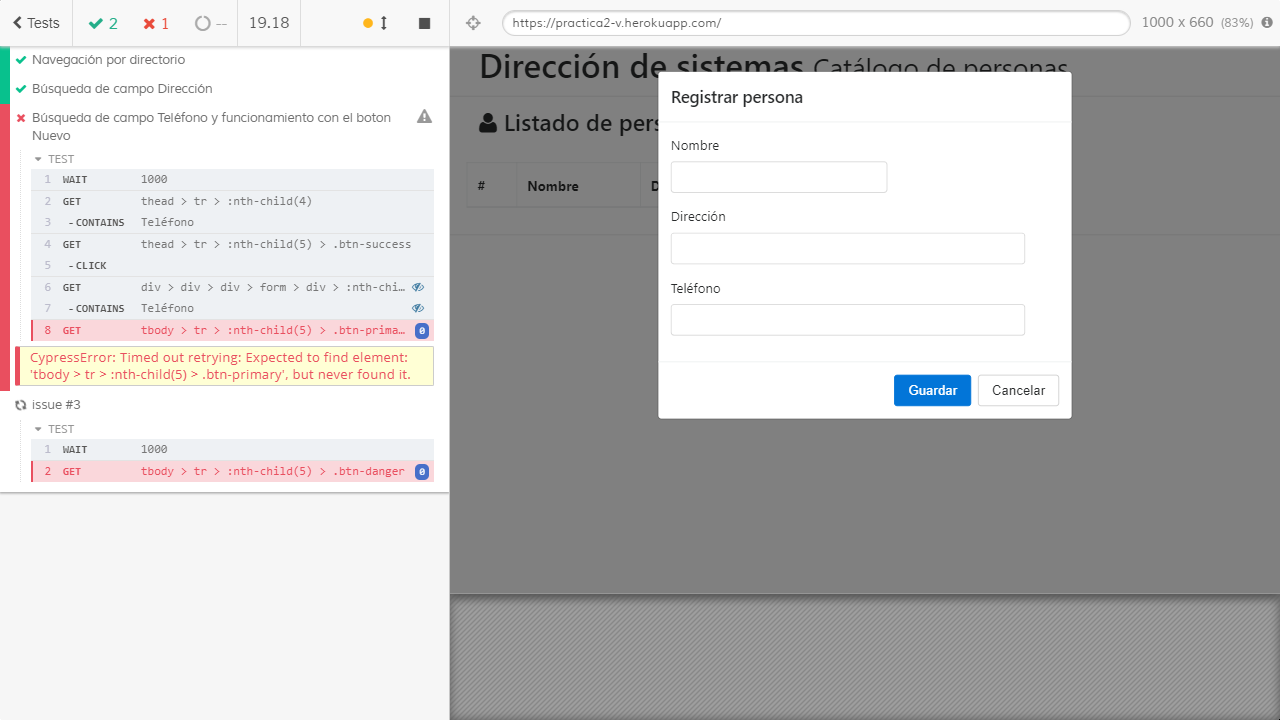 Tests
2
1
--
19.18
https://practica2-v.herokuapp.com/
1000 x 660 (83%)
Navegación por directorio
Búsqueda de campo Dirección
Búsqueda de campo Teléfono y funcionamiento con el boton
Nuevo
TEST
1 WAIT 1000
2 GET thead > tr > :nth-child(4)
3 -CONTAINS Teléfono
4 GET thead > tr > :nth-child(5) > .btn-success
5 -CLICK
6 GET div > div > div > form > div > :nth-chi…
7 -CONTAINS Teléfono
8 GET tbody > tr > :nth-child(5) > .btn-prima… 0
CypressError: Timed out retrying: Expected to find element:
'tbody > tr > :nth-child(5) > .btn-primary', but never found it.
issue #3
TEST
1 WAIT 1000
2 GET tbody > tr > :nth-child(5) > .btn-danger 0
Dirección de sistemas Catálogo de personas
Listado de pers
# Nombre D
Registrar persona
Nombre
Dirección
Teléfono
Guardar Cancelar